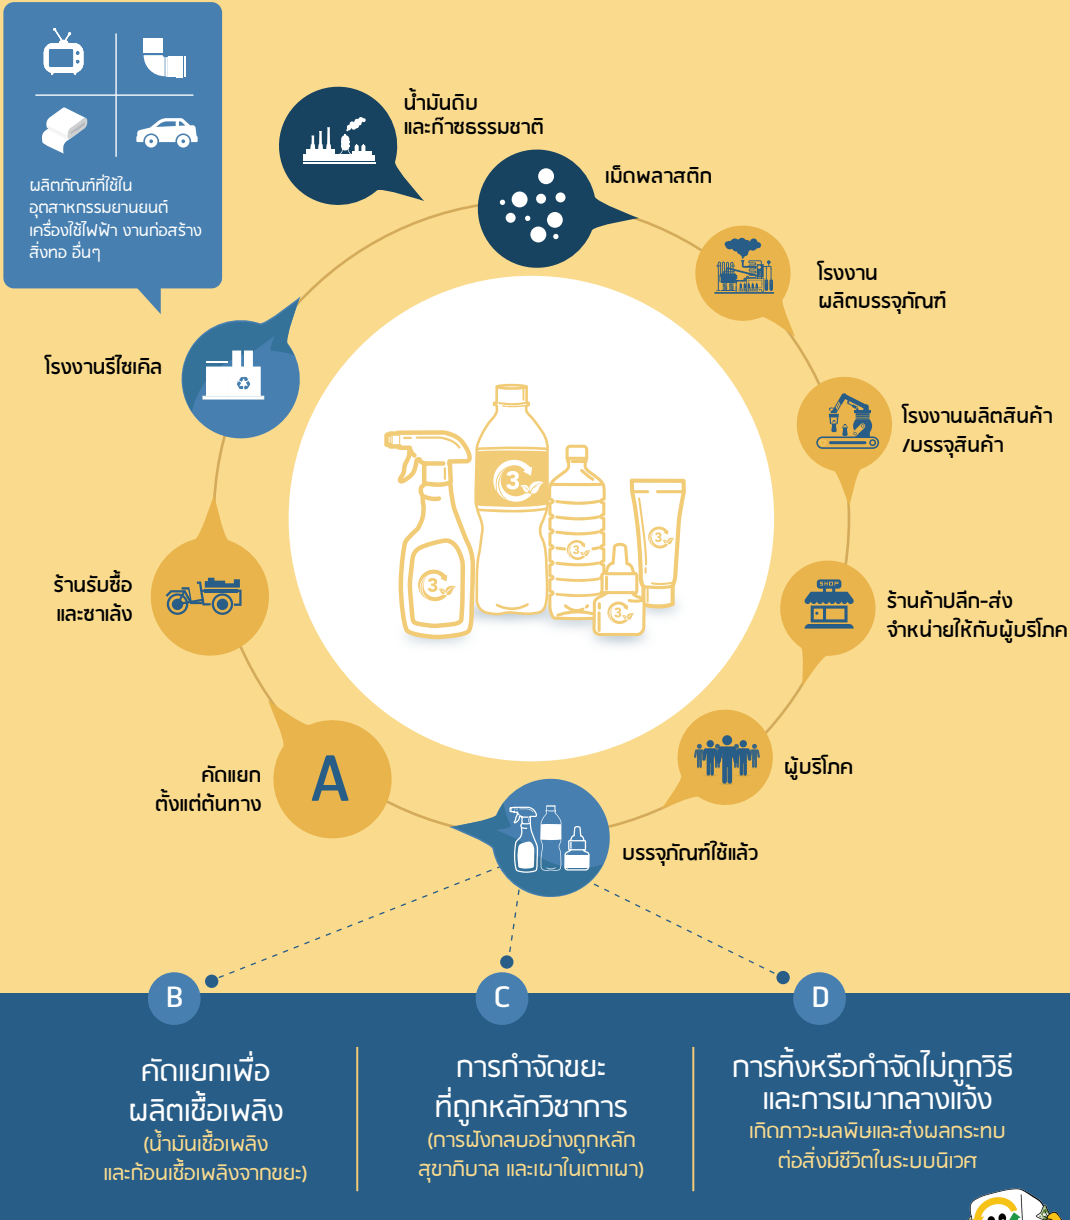 ผลิตภัณฑ์ที่ใช้ใน
อุตสาหกรรมยานยนต์
เครื่องใช้ไฟฟ้า งานก่อสร้าง
สิ่งทอ อื่นๆ
น้ำมันดิบ
และก๊าซธรรมชาติ
เม็ดพลาสติก
โรงงาน
ผลิตบรรจุภัณฑ์
โรงงานผลิตสินค้า
/บรรจุสินค้า
SHOP
ร้านค้าปลีก-ส่ง
จำหน่ายให้กับผู้บริโภค
ผู้บริโภค
บรรจุภัณฑ์ใช้แล้ว
A
คัดแยก
ตั้งแต่ต้นทาง
ร้านรับซื้อ
และซาเล้ง
โรงงานรีไซเคิล
3
3
3
3
3
B
คัดแยกเพื่อ
ผลิตเชื้อเพลิง
(น้ำมันเชื้อเพลิง
และก้อนเชื้อเพลิงจากขยะ)
C
การกำจัดขยะ
ที่ถูกหลักวิชาการ
(การฝังกลบอย่างถูกหลัก
สุขาภิบาล และเผาในเตาเผา)
D
การทิ้งหรือกำจัดไม่ถูกวิธี
และการเผากลางแจ้ง
เกิดภาวะมลพิษและส่งผลกระทบ
ต่อสิ่งมีชีวิตในระบบนิเวศ